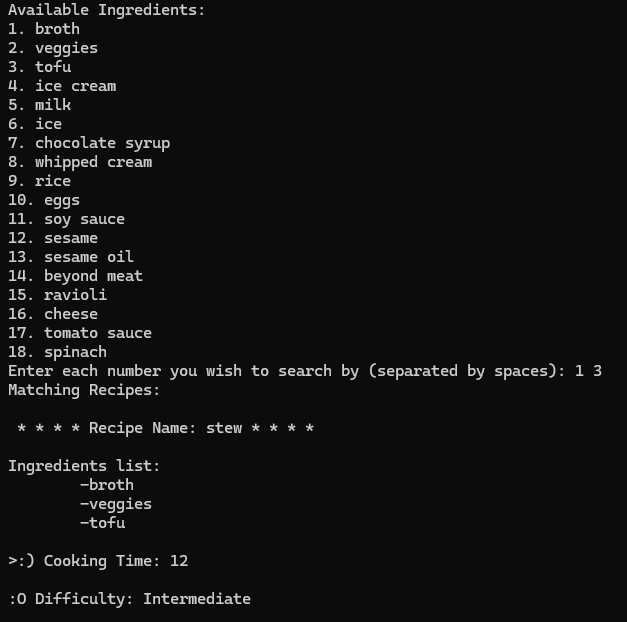 Available Ingredients:
1. broth
2. veggies
3. tofu
4. ice cream
5. milk
6. ice
7. chocolate syrup
8. whipped cream
9. rice
10. eggs
11. soy sauce
12. sesame
13. sesame oil
14. beyond meat
15. ravioli
16. cheese
17. tomato sauce
18. spinach
Enter each number you wish to search by (separated by spaces): 1 3
Matching Recipes:
* * * * Recipe Name: stew * * * *
Ingredients list:
-broth
-veggies
-tofu
>:) Cooking Time: 12
:O Difficulty: Intermediate